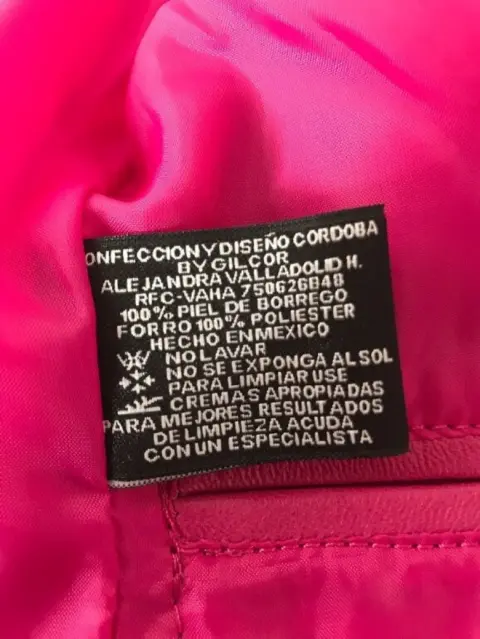 ONFECCION Y DISEÑO CORDOBA
BY GILCOR
ALEJANDRA VALLADOLID H.
RFC-VAHA 750626B48
100% PIEL DE BORREGO
FORRO 100% POLIESTER
HECHO EN MEXICO
NO LAVAR
NO SE EXPONGA AL SOL
PARA LIMPIAR USE
CREMAS APROPIADAS
PARA MEJORES RESULTADOS
DE LIMPIEZA ACUDA
CON UN ESPECIALISTA